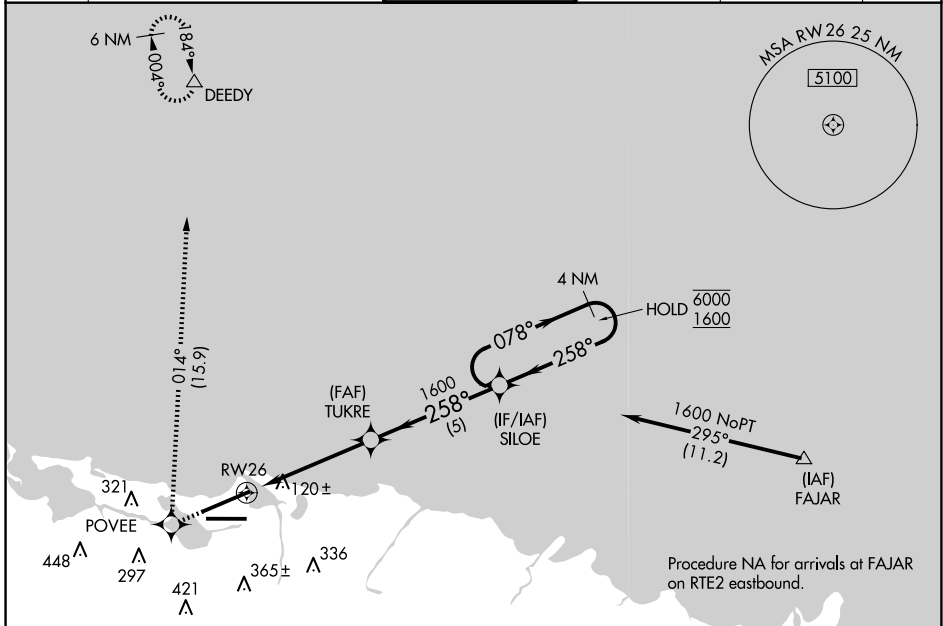 6 NM
184°
004°
DEEDY
MSA RW 26 25 NM
5100
4 NM
HOLD
6000
1600
078°
258°
014°
(15.9)
(FAF)
TUKRE
1600
258°
(5)
(IF/IAF)
SILOE
1600 NoPT
295°
(11.2)
(IAF)
FAJAR
RW26
120 ±
321
POVEE
448
297
421
365 ±
336
Procedure NA for arrivals at FAJAR
on RTE2 eastbound.